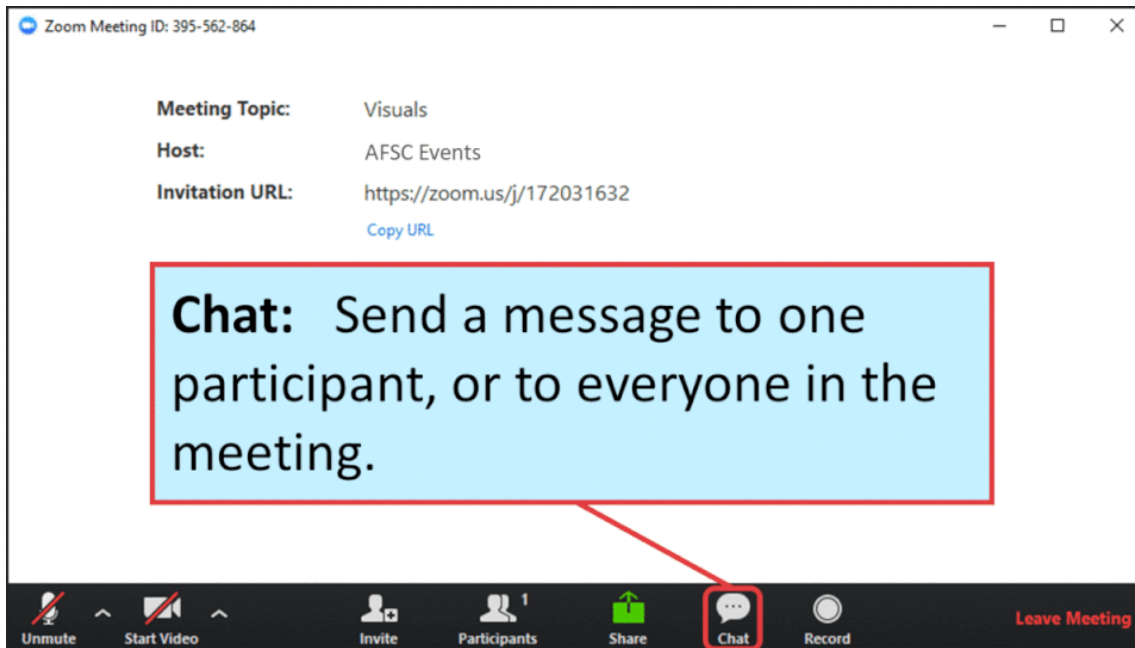 Zoom Meeting ID: 395-562-864
Meeting Topic: Visuals
Host: AFSC Events
Invitation URL: https://zoom.us/j/172031632
Copy URL
Chat: Send a message to one
participant, or to everyone in the
meeting.
1
Unmute Start Video Invite Participants Share Chat Record Leave Meeting